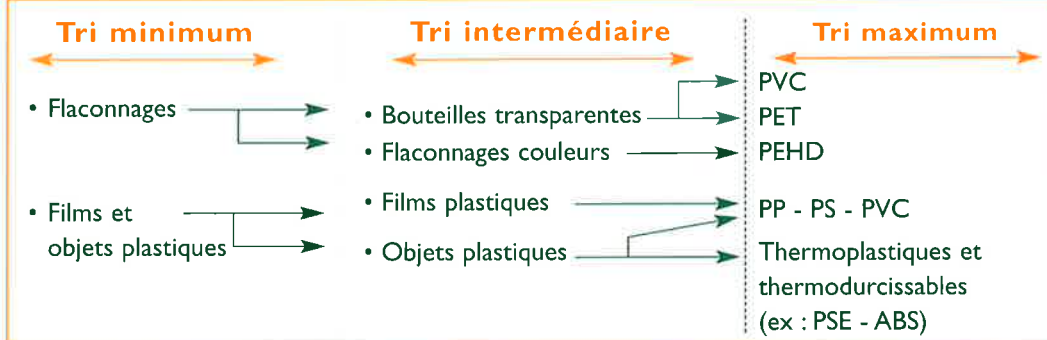 Tri minimum
Tri intermédiaire
Tri maximum
• Flaconnages
• Bouteilles transparentes
• Flaconnages couleurs
PVC
PET
PEHD
• Films et
objets plastiques
• Films plastiques
• Objets plastiques
PP - PS - PVC
Thermoplastiques et
thermodurcissables
(ex : PSE - ABS)